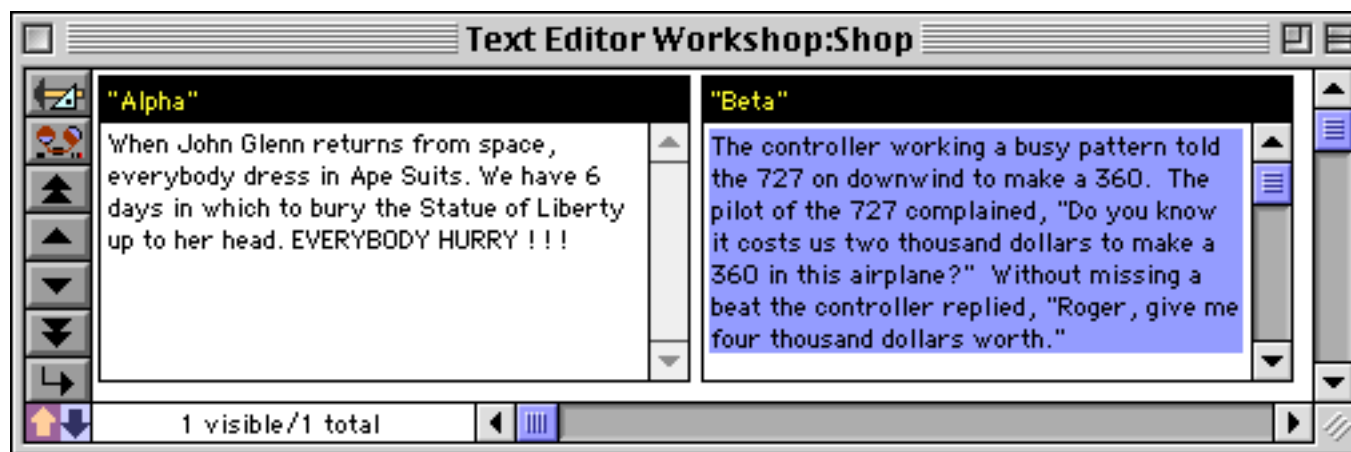 Text Editor Workshop:Shop
"Alpha"
When John Glenn returns from space,
everybody dress in Ape Suits. We have 6
days in which to bury the Statue of Liberty
up to her head. EVERYBODY HURRY ! ! !
"Beta"
The controller working a busy pattern told
the 727 on downwind to make a 360.  The
pilot of the 727 complained, "Do you know
it costs us two thousand dollars to make a
360 in this airplane?"  Without missing a
beat the controller replied, "Roger, give me
four thousand dollars worth."
1 visible/1 total